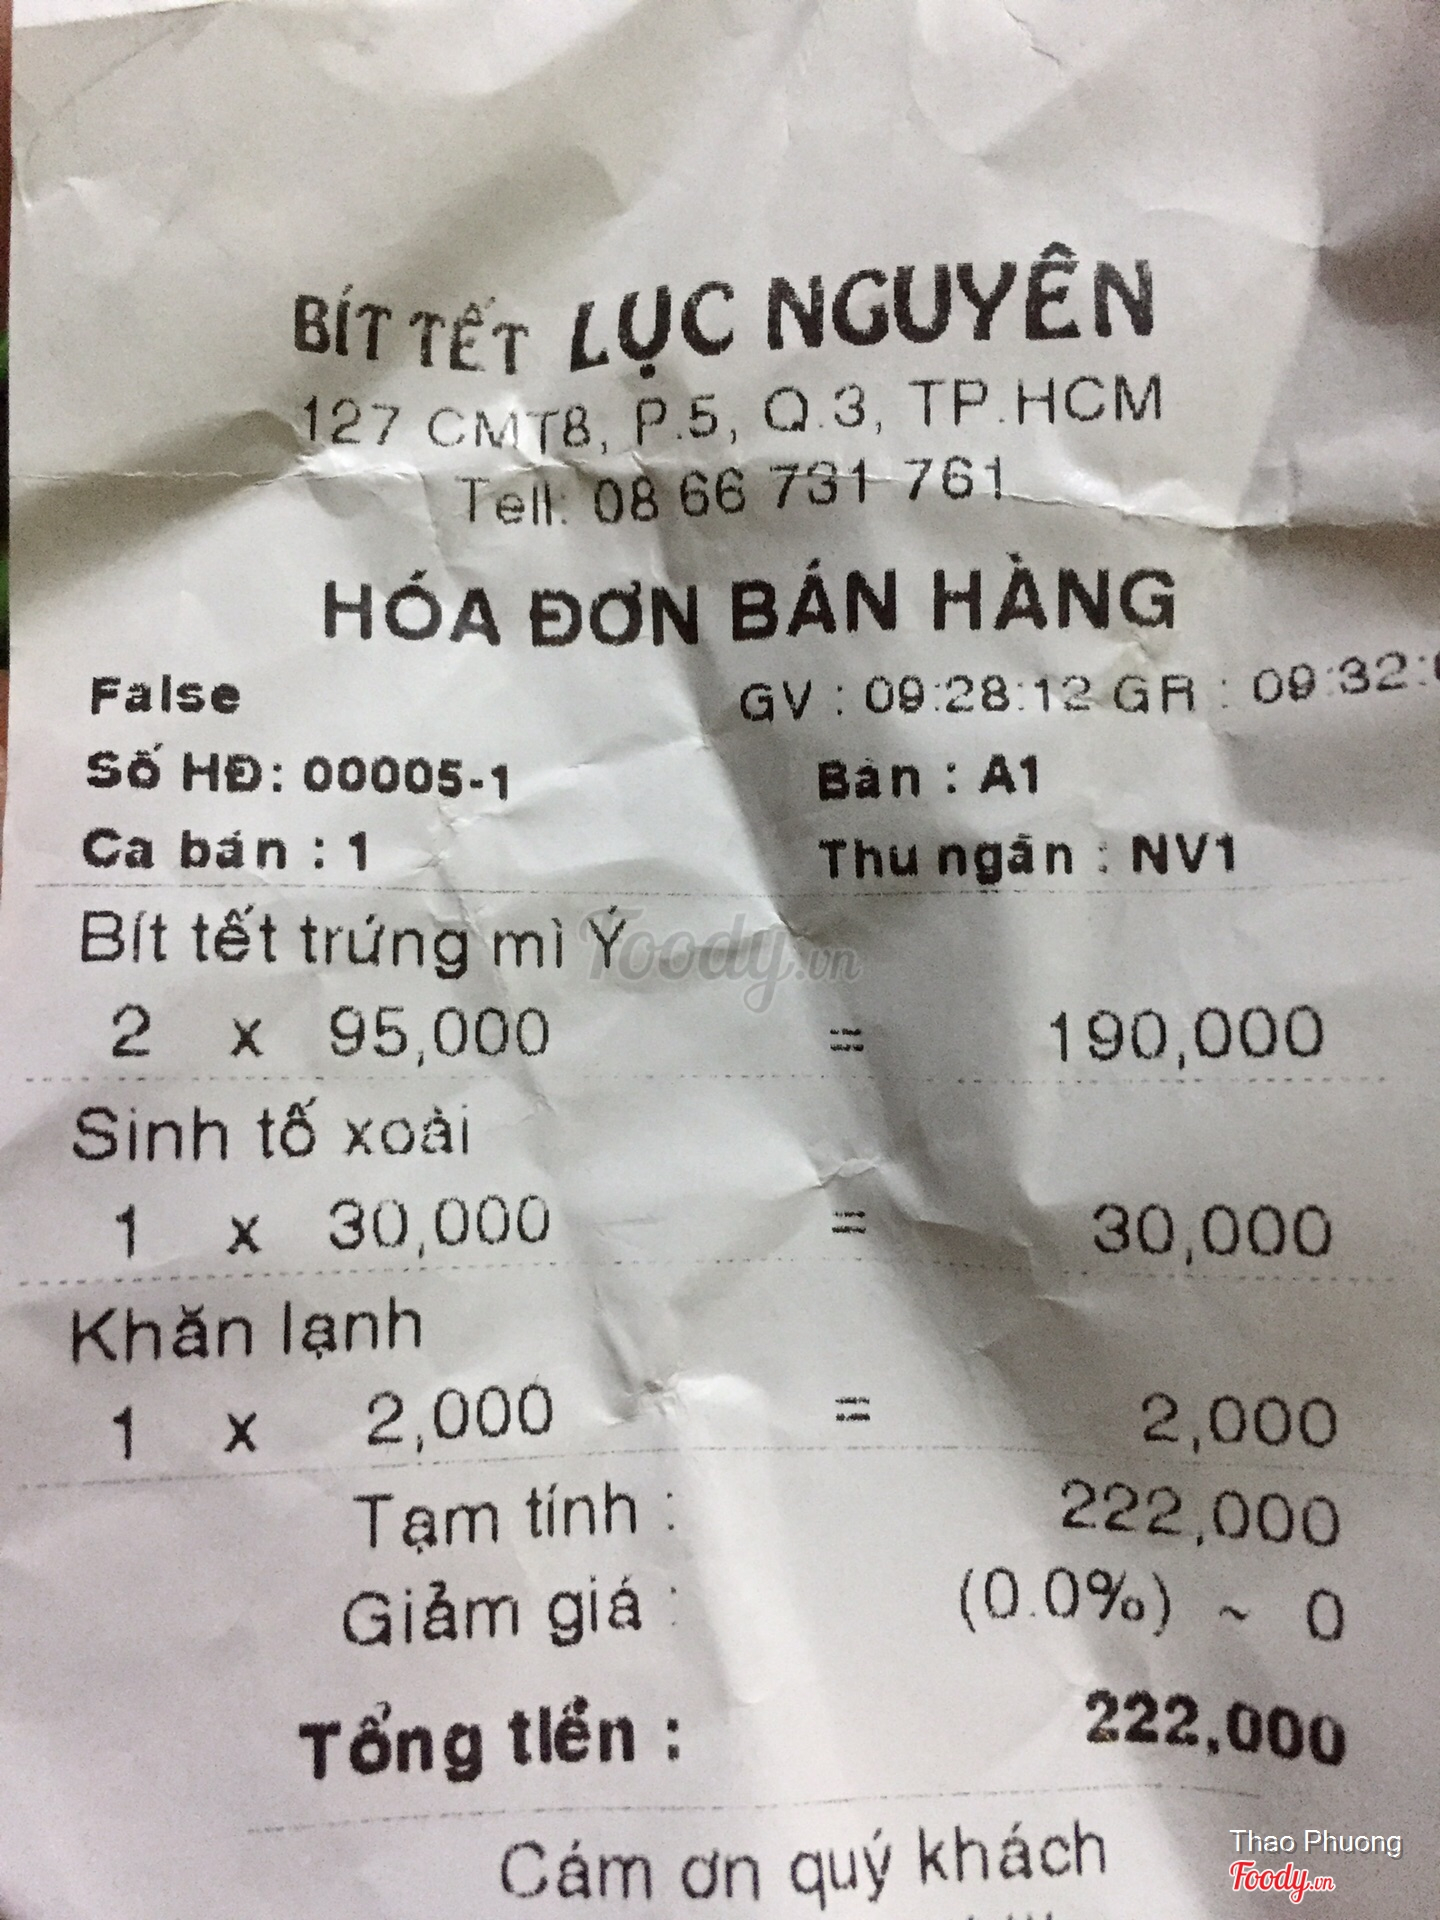 BÍT TẾT LỤC NGUYÊN
127 CMT8, P.5, Q.3, TP.HCM
Tell: 08 66 731 761
HÓA ĐƠN BÁN HÀNG
False GV : 09:28:12 GR : 09:32:
Số HĐ: 00005-1 Bàn : A1
Ca bán : 1 Thu ngân : NV1
Bít tết trứng mì Ý
Foody.vn
2 x 95,000 = 190,000
Sinh tố xoài
1 x 30,000 = 30,000
Khăn lạnh
1 x 2,000 = 2,000
Tạm tính : 222,000
Giảm giá : (0.0%) ~ 0
Tổng tiền : 222,000
Cám ơn quý khách
Thao Phuong
Foody.vn